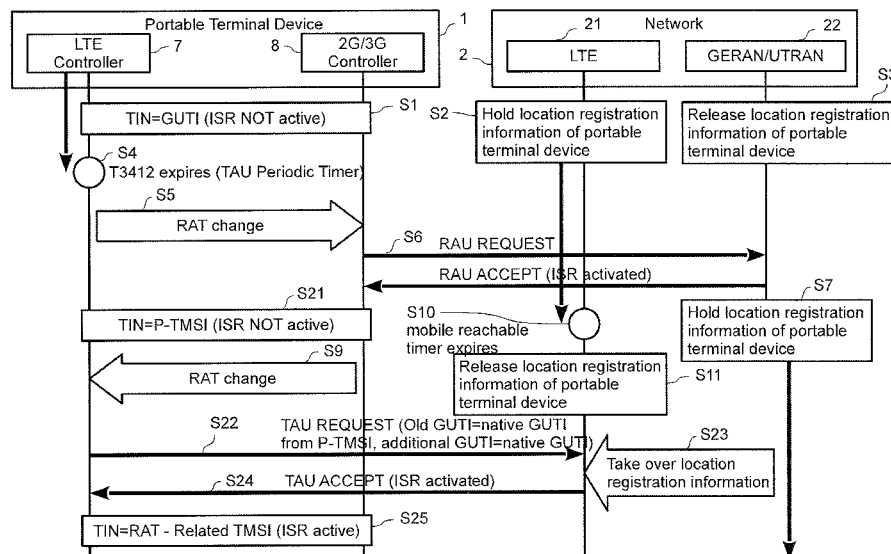 Portable Terminal Device
1
LTE
Controller
7
8
2G/3G
Controller
Network
2
21
LTE
22
GERAN/UTRAN
TIN=GUTI (ISR NOT active)
S1
S2
Hold location registration
information of portable
terminal device
S3
Release location registration
information of portable
terminal device
S4
T3412 expires (TAU Periodic Timer)
S5
RAT change
S6
RAU REQUEST
RAU ACCEPT (ISR activated)
S21
TIN=P-TMSI (ISR NOT active)
S10
mobile reachable
timer expires
S7
Hold location registration
information of portable
terminal device
S9
RAT change
Release location registration
information of portable
terminal device
S11
S22
TAU REQUEST (Old GUTI=native GUTI
from P-TMSI, additional GUTI=native GUTI)
S23
Take over location
registration information
S24
TAU ACCEPT (ISR activated)
TIN=RAT - Related TMSI (ISR active)
S25